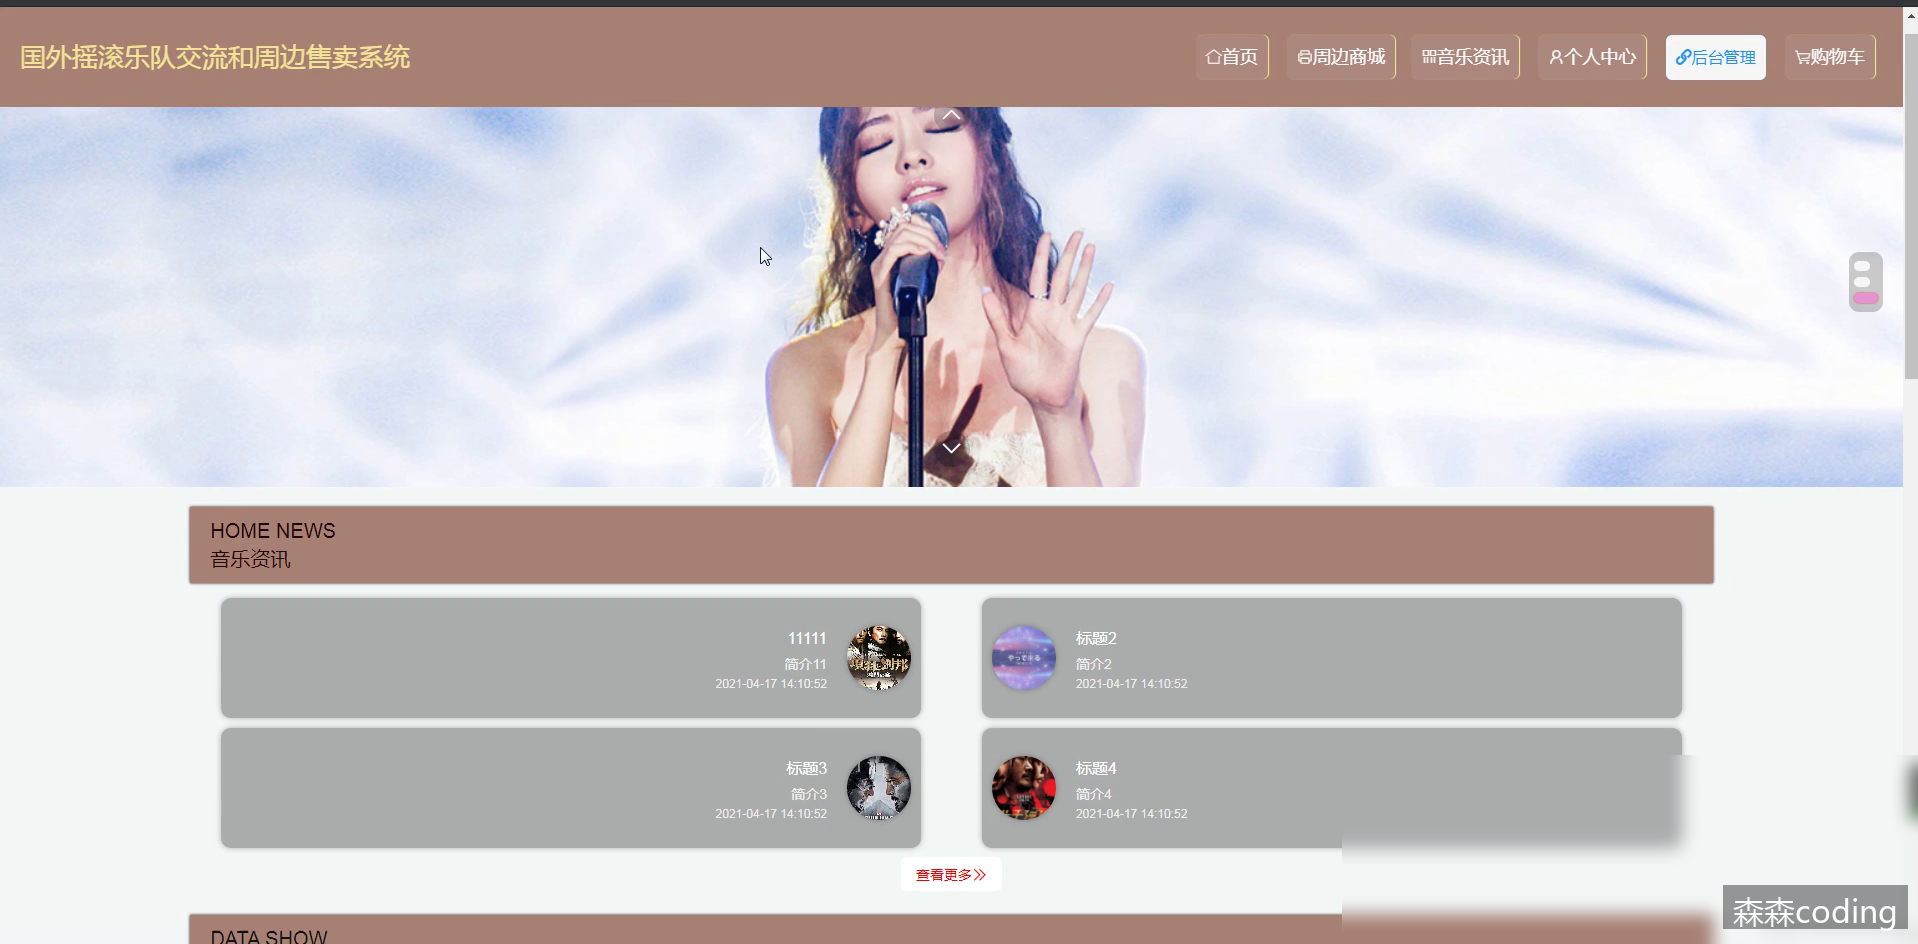 国外摇滚乐队交流和周边售卖系统
首页
周边商城
音乐资讯
个人中心
后台管理
购物车
HOME NEWS
音乐资讯
11111
简介11
2021-04-17 14:10:52
标题2
简介2
2021-04-17 14:10:52
标题3
简介3
2021-04-17 14:10:52
标题4
简介4
2021-04-17 14:10:52
查看更多
DATA SHOW
森森coding